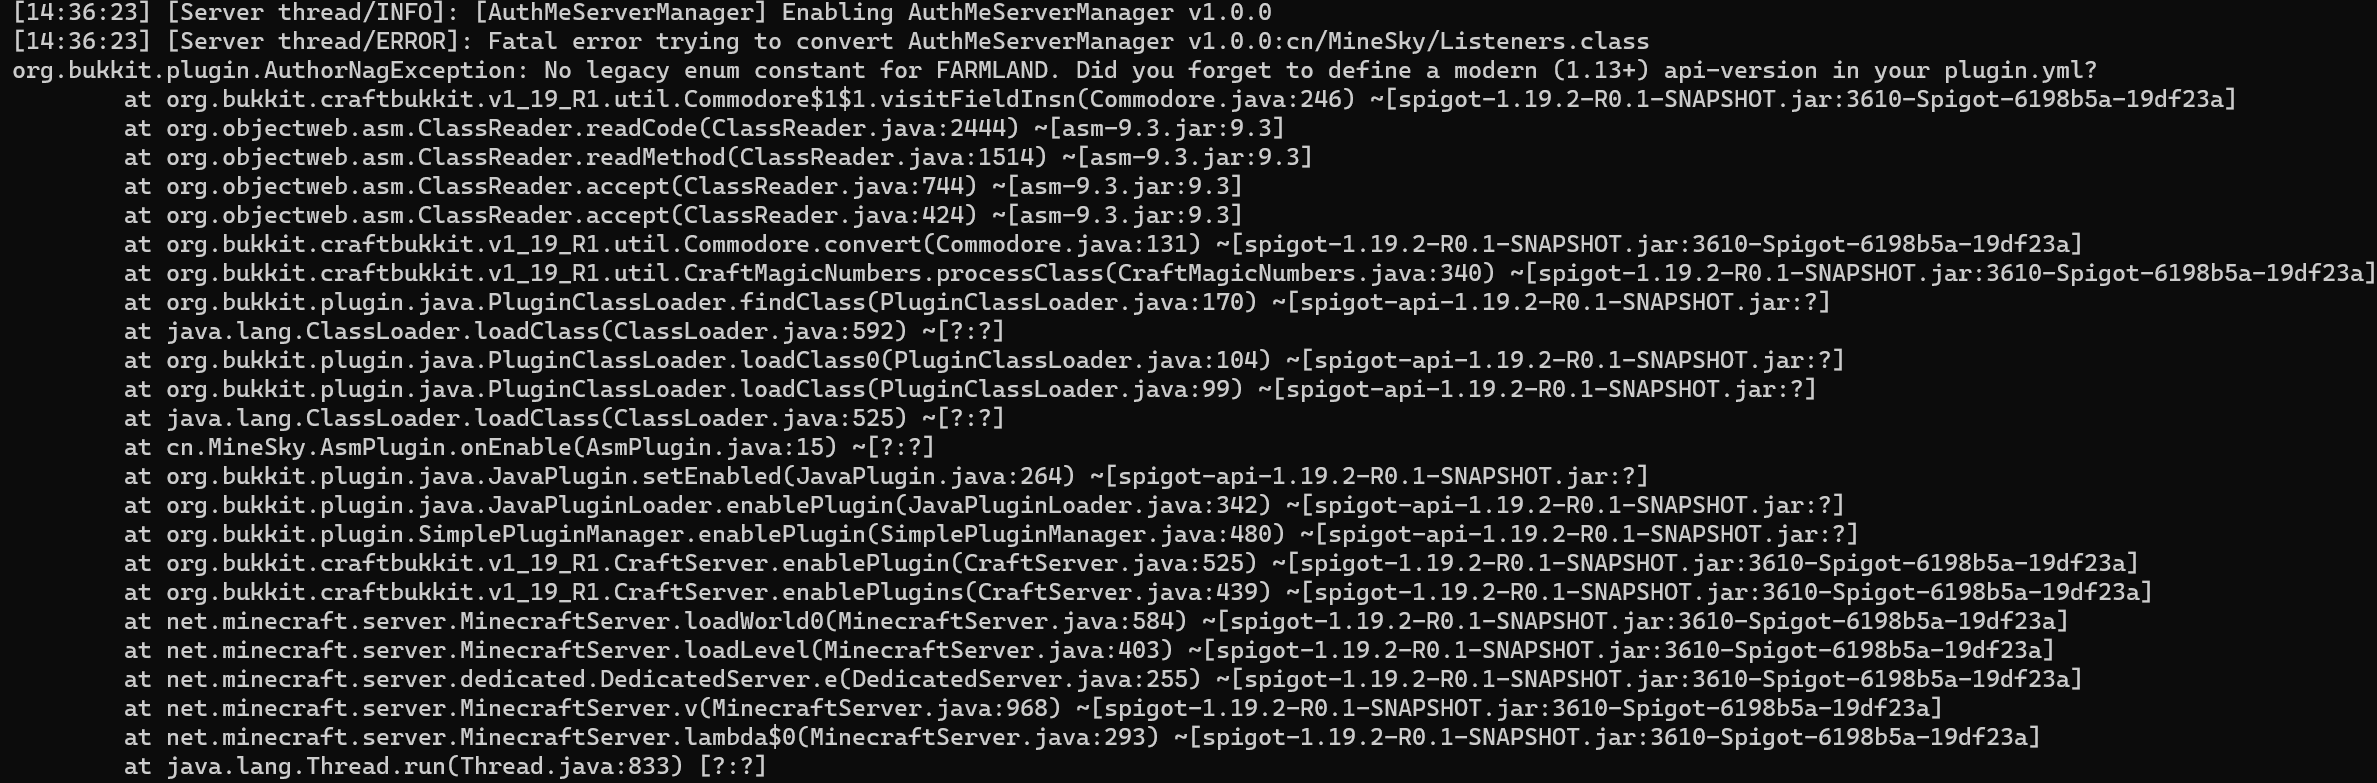 [14:36:23] [Server thread/INFO]: [AuthMeServerManager] Enabling AuthMeServerManager v1.0.0
[14:36:23] [Server thread/ERROR]: Fatal error trying to convert AuthMeServerManager v1.0.0:cn/MineSky/Listeners.class
org.bukkit.plugin.AuthorNagException: No legacy enum constant for FARMLAND. Did you forget to define a modern (1.13+) api-version in your plugin.yml?
        at org.bukkit.craftbukkit.v1_19_R1.util.Commodore$1$1.visitFieldInsn(Commodore.java:246) ~[spigot-1.19.2-R0.1-SNAPSHOT.jar:3610-Spigot-6198b5a-19df23a]
        at org.objectweb.asm.ClassReader.readCode(ClassReader.java:2444) ~[asm-9.3.jar:9.3]
        at org.objectweb.asm.ClassReader.readMethod(ClassReader.java:1514) ~[asm-9.3.jar:9.3]
        at org.objectweb.asm.ClassReader.accept(ClassReader.java:744) ~[asm-9.3.jar:9.3]
        at org.objectweb.asm.ClassReader.accept(ClassReader.java:424) ~[asm-9.3.jar:9.3]
        at org.bukkit.craftbukkit.v1_19_R1.util.Commodore.convert(Commodore.java:131) ~[spigot-1.19.2-R0.1-SNAPSHOT.jar:3610-Spigot-6198b5a-19df23a]
        at org.bukkit.craftbukkit.v1_19_R1.util.CraftMagicNumbers.processClass(CraftMagicNumbers.java:340) ~[spigot-1.19.2-R0.1-SNAPSHOT.jar:3610-Spigot-6198b5a-19df23a]
        at org.bukkit.plugin.java.PluginClassLoader.findClass(PluginClassLoader.java:170) ~[spigot-api-1.19.2-R0.1-SNAPSHOT.jar:?]
        at java.lang.ClassLoader.loadClass(ClassLoader.java:592) ~[?:?]
        at org.bukkit.plugin.java.PluginClassLoader.loadClass0(PluginClassLoader.java:104) ~[spigot-api-1.19.2-R0.1-SNAPSHOT.jar:?]
        at org.bukkit.plugin.java.PluginClassLoader.loadClass(PluginClassLoader.java:99) ~[spigot-api-1.19.2-R0.1-SNAPSHOT.jar:?]
        at java.lang.ClassLoader.loadClass(ClassLoader.java:525) ~[?:?]
        at cn.MineSky.AsmPlugin.onEnable(AsmPlugin.java:15) ~[?:?]
        at org.bukkit.plugin.java.JavaPlugin.setEnabled(JavaPlugin.java:264) ~[spigot-api-1.19.2-R0.1-SNAPSHOT.jar:?]
        at org.bukkit.plugin.java.JavaPluginLoader.enablePlugin(JavaPluginLoader.java:342) ~[spigot-api-1.19.2-R0.1-SNAPSHOT.jar:?]
        at org.bukkit.plugin.SimplePluginManager.enablePlugin(SimplePluginManager.java:480) ~[spigot-api-1.19.2-R0.1-SNAPSHOT.jar:?]
        at org.bukkit.craftbukkit.v1_19_R1.CraftServer.enablePlugin(CraftServer.java:525) ~[spigot-1.19.2-R0.1-SNAPSHOT.jar:3610-Spigot-6198b5a-19df23a]
        at org.bukkit.craftbukkit.v1_19_R1.CraftServer.enablePlugins(CraftServer.java:439) ~[spigot-1.19.2-R0.1-SNAPSHOT.jar:3610-Spigot-6198b5a-19df23a]
        at net.minecraft.server.MinecraftServer.loadWorld0(MinecraftServer.java:584) ~[spigot-1.19.2-R0.1-SNAPSHOT.jar:3610-Spigot-6198b5a-19df23a]
        at net.minecraft.server.MinecraftServer.loadLevel(MinecraftServer.java:403) ~[spigot-1.19.2-R0.1-SNAPSHOT.jar:3610-Spigot-6198b5a-19df23a]
        at net.minecraft.server.dedicated.DedicatedServer.e(DedicatedServer.java:255) ~[spigot-1.19.2-R0.1-SNAPSHOT.jar:3610-Spigot-6198b5a-19df23a]
        at net.minecraft.server.MinecraftServer.v(MinecraftServer.java:968) ~[spigot-1.19.2-R0.1-SNAPSHOT.jar:3610-Spigot-6198b5a-19df23a]
        at net.minecraft.server.MinecraftServer.lambda$0(MinecraftServer.java:293) ~[spigot-1.19.2-R0.1-SNAPSHOT.jar:3610-Spigot-6198b5a-19df23a]
        at java.lang.Thread.run(Thread.java:833) [?:?]